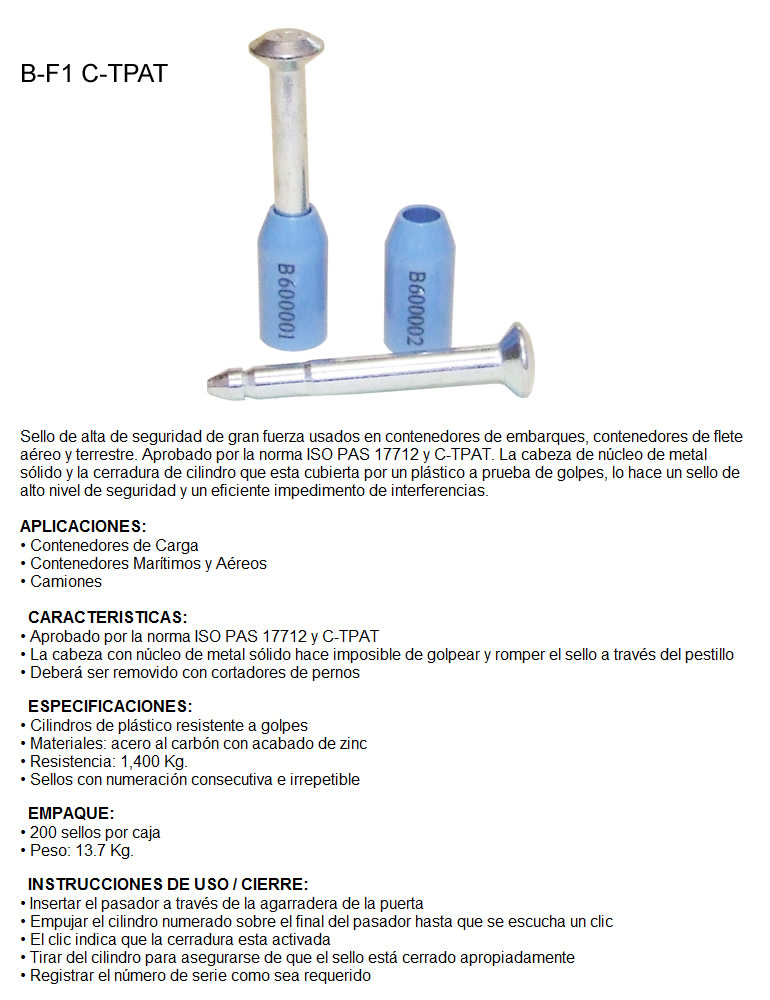 B-F1 C-TPAT
B600001
B600002
Sello de alta de seguridad de gran fuerza usados en contenedores de embarques, contenedores de flete
aéreo y terrestre. Aprobado por la norma ISO PAS 17712 y C-TPAT. La cabeza de núcleo de metal
sólido y la cerradura de cilindro que esta cubierta por un plástico a prueba de golpes, lo hace un sello de
alto nivel de seguridad y un eficiente impedimento de interferencias.
APLICACIONES:
• Contenedores de Carga
• Contenedores Marítimos y Aéreos
• Camiones
CARACTERISTICAS:
• Aprobado por la norma ISO PAS 17712 y C-TPAT
• La cabeza con núcleo de metal sólido hace imposible de golpear y romper el sello a través del pestillo
• Deberá ser removido con cortadores de pernos
ESPECIFICACIONES:
• Cilindros de plástico resistente a golpes
• Materiales: acero al carbón con acabado de zinc
• Resistencia: 1,400 Kg.
• Sellos con numeración consecutiva e irrepetible
EMPAQUE:
• 200 sellos por caja
• Peso: 13.7 Kg.
INSTRUCCIONES DE USO / CIERRE:
• Insertar el pasador a través de la agarradera de la puerta
• Empujar el cilindro numerado sobre el final del pasador hasta que se escucha un clic
• El clic indica que la cerradura esta activada
• Tirar del cilindro para asegurarse de que el sello está cerrado apropiadamente
• Registrar el número de serie como sea requerido